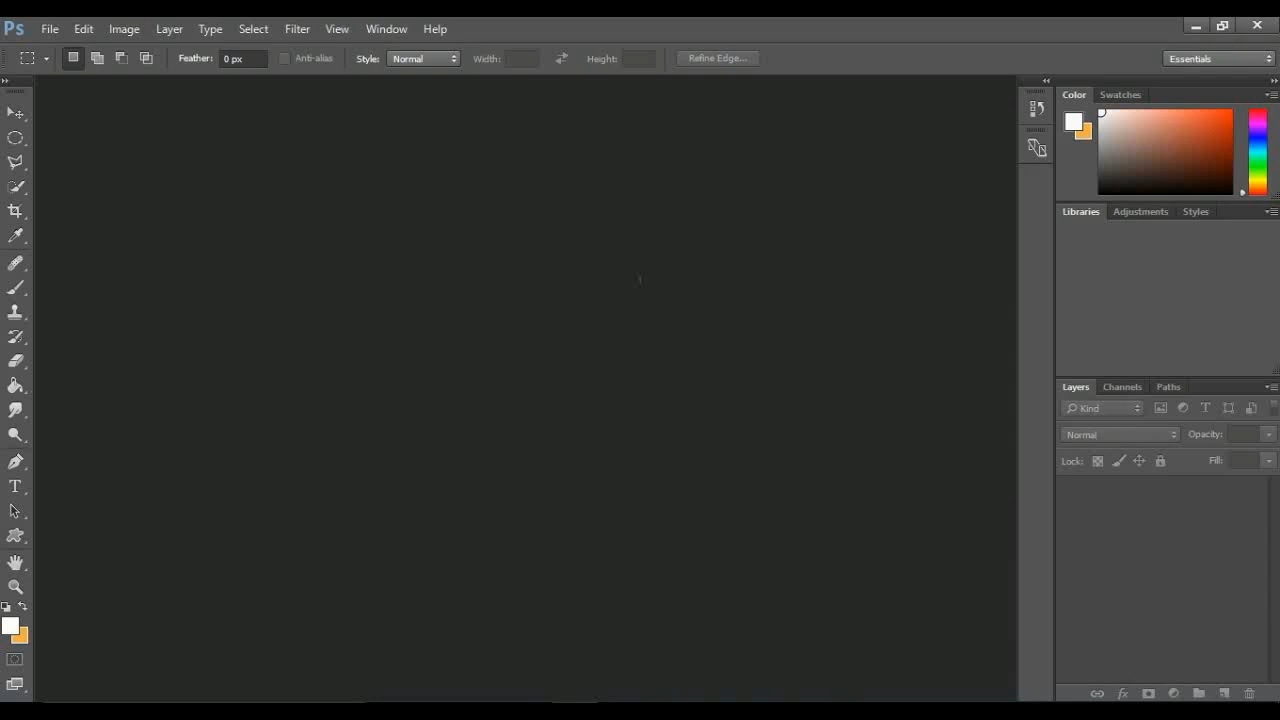 Ps File Edit Image Layer Type Select Filter View Window Help
Feather: 0 px Anti-alias Style: Normal Width: Height: Refine Edge... Essentials
Color Swatches
Libraries Adjustments Styles
Layers Channels Paths
Kind
Normal Opacity:
Lock: Fill: